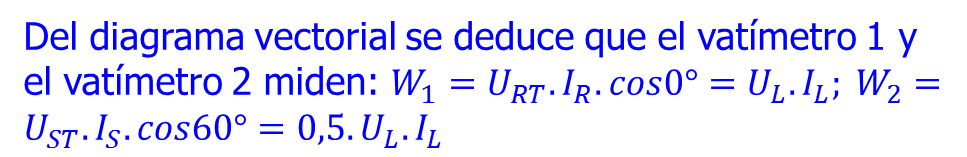 Del diagrama vectorial se deduce que el vatímetro 1 y
el vatímetro 2 miden: W₁ = U_RT. I_R. cos0° = U_L. I_L; W₂ =
U_ST. I_S. cos60° = 0,5. U_L. I_L